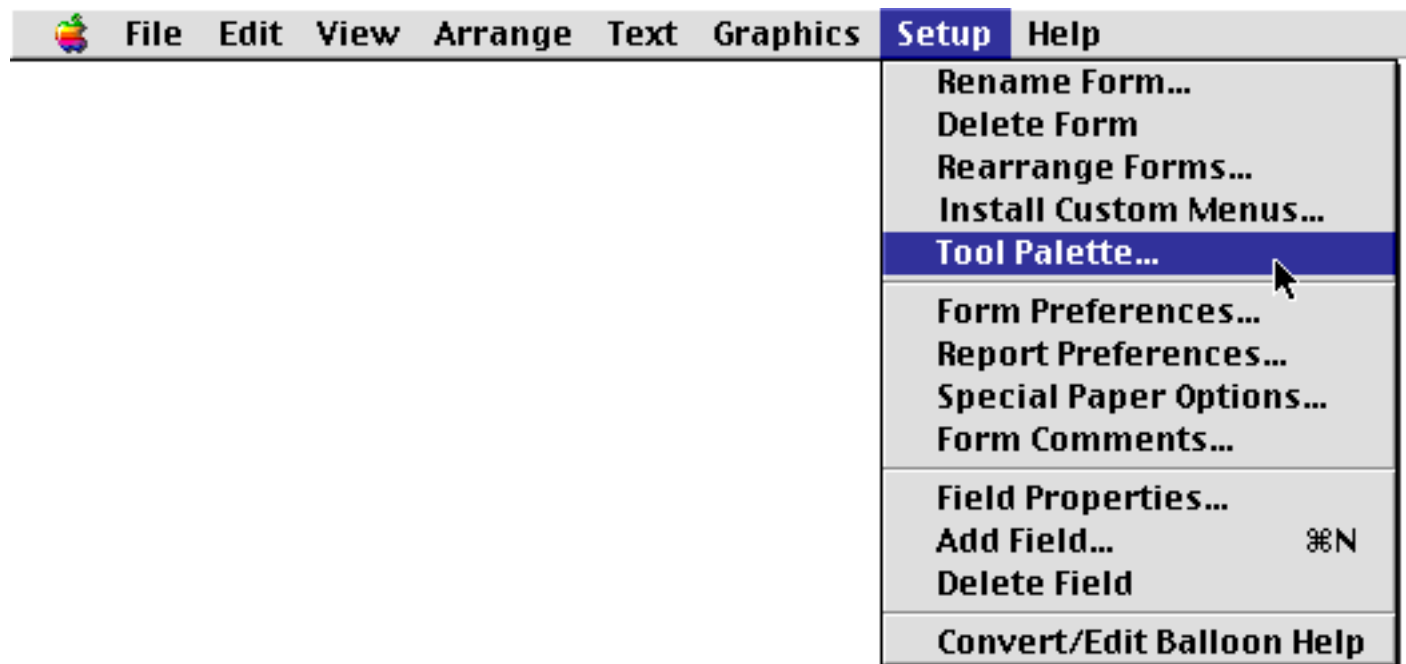 File Edit View Arrange Text Graphics Setup Help
Rename Form...
Delete Form
Rearrange Forms...
Install Custom Menus...
Tool Palette...
Form Preferences...
Report Preferences...
Special Paper Options...
Form Comments...
Field Properties...
Add Field... ⌘N
Delete Field
Convert/Edit Balloon Help